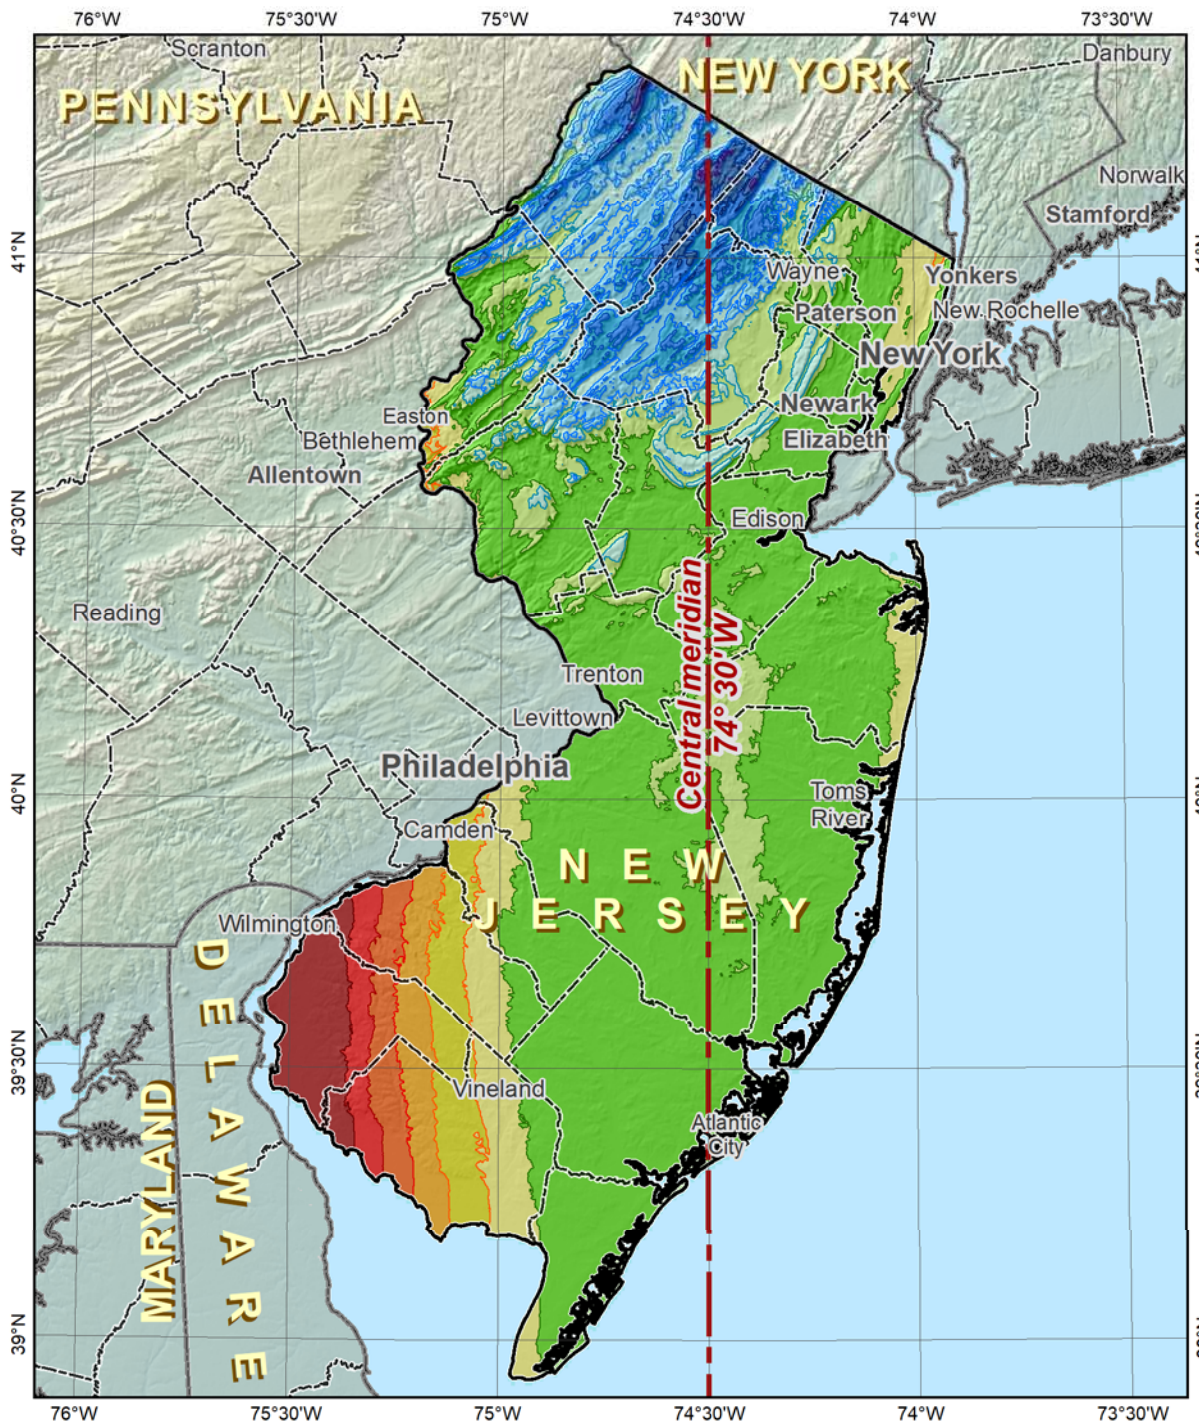 76°W 75°30'W 75°W 74°30'W 74°W 73°30'W
Scranton
Danbury
PENNSYLVANIA
NEW YORK
Norwalk
Stamford
41°N
Wayne
Yonkers
Paterson
New Rochelle
New York
Newark
Easton
Bethlehem
Elizabeth
Allentown
40°30'N
Edison
Reading
Central meridian
74° 30' W
Trenton
Levittown
Philadelphia
40°N
Toms
River
Camden
NEW
JERSEY
Wilmington
DELAWARE
39°30'N
Vineland
MARYLAND
Atlantic
City
39°N
76°W 75°30'W 75°W 74°30'W 74°W 73°30'W